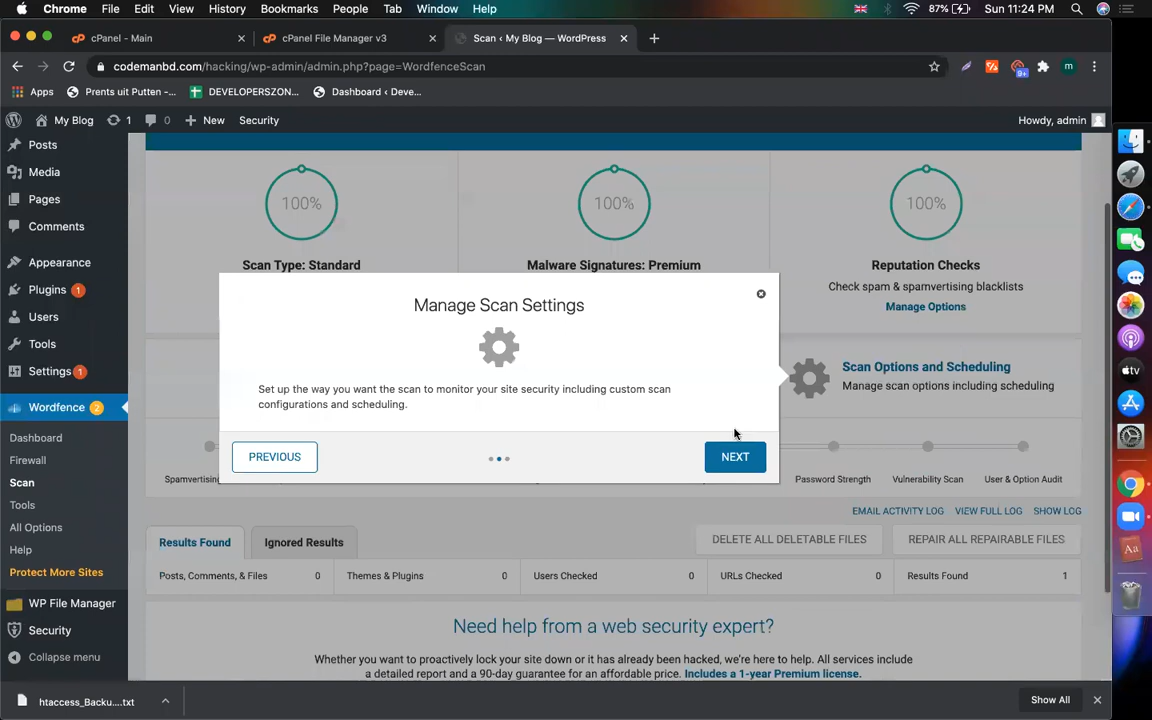 Chrome File Edit View History Bookmarks People Tab Window Help 87% Sun 11:24 PM
cPanel - Main
cPanel File Manager v3
Scan ‹ My Blog — WordPress
codemanbd.com/hacking/wp-admin/admin.php?page=WordfenceScan
9+
m
Apps Prents uit Putten -... DEVELOPERSZON... Dashboard ‹ Deve...
My Blog 1 0 New Security Howdy, admin
Posts
Media
Pages
Comments
Appearance
Plugins 1
Users
Tools
Settings 1
Wordfence 2
Dashboard
Firewall
Scan
Tools
All Options
Help
Protect More Sites
WP File Manager
Security
Collapse menu
100% 100% 100%
Scan Type: Standard
Malware Signatures: Premium
Reputation Checks
Check spam & spamvertising blacklists
Manage Options
Manage Scan Settings
Set up the way you want the scan to monitor your site security including custom scan
configurations and scheduling.
PREVIOUS
NEXT
Scan Options and Scheduling
Manage scan options including scheduling
Password Strength Vulnerability Scan User & Option Audit
EMAIL ACTIVITY LOG VIEW FULL LOG SHOW LOG
Results Found Ignored Results DELETE ALL DELETABLE FILES REPAIR ALL REPAIRABLE FILES
Posts, Comments, & Files 0 Themes & Plugins 0 Users Checked 0 URLs Checked 0 Results Found 1
Need help from a web security expert?
Whether you want to proactively lock your site down or it has already been hacked, we're here to help. All services include
a detailed report and a 90-day guarantee for an affordable price. Includes a 1-year Premium license.
htaccess_Backu....txt
Show All
tv
Aa